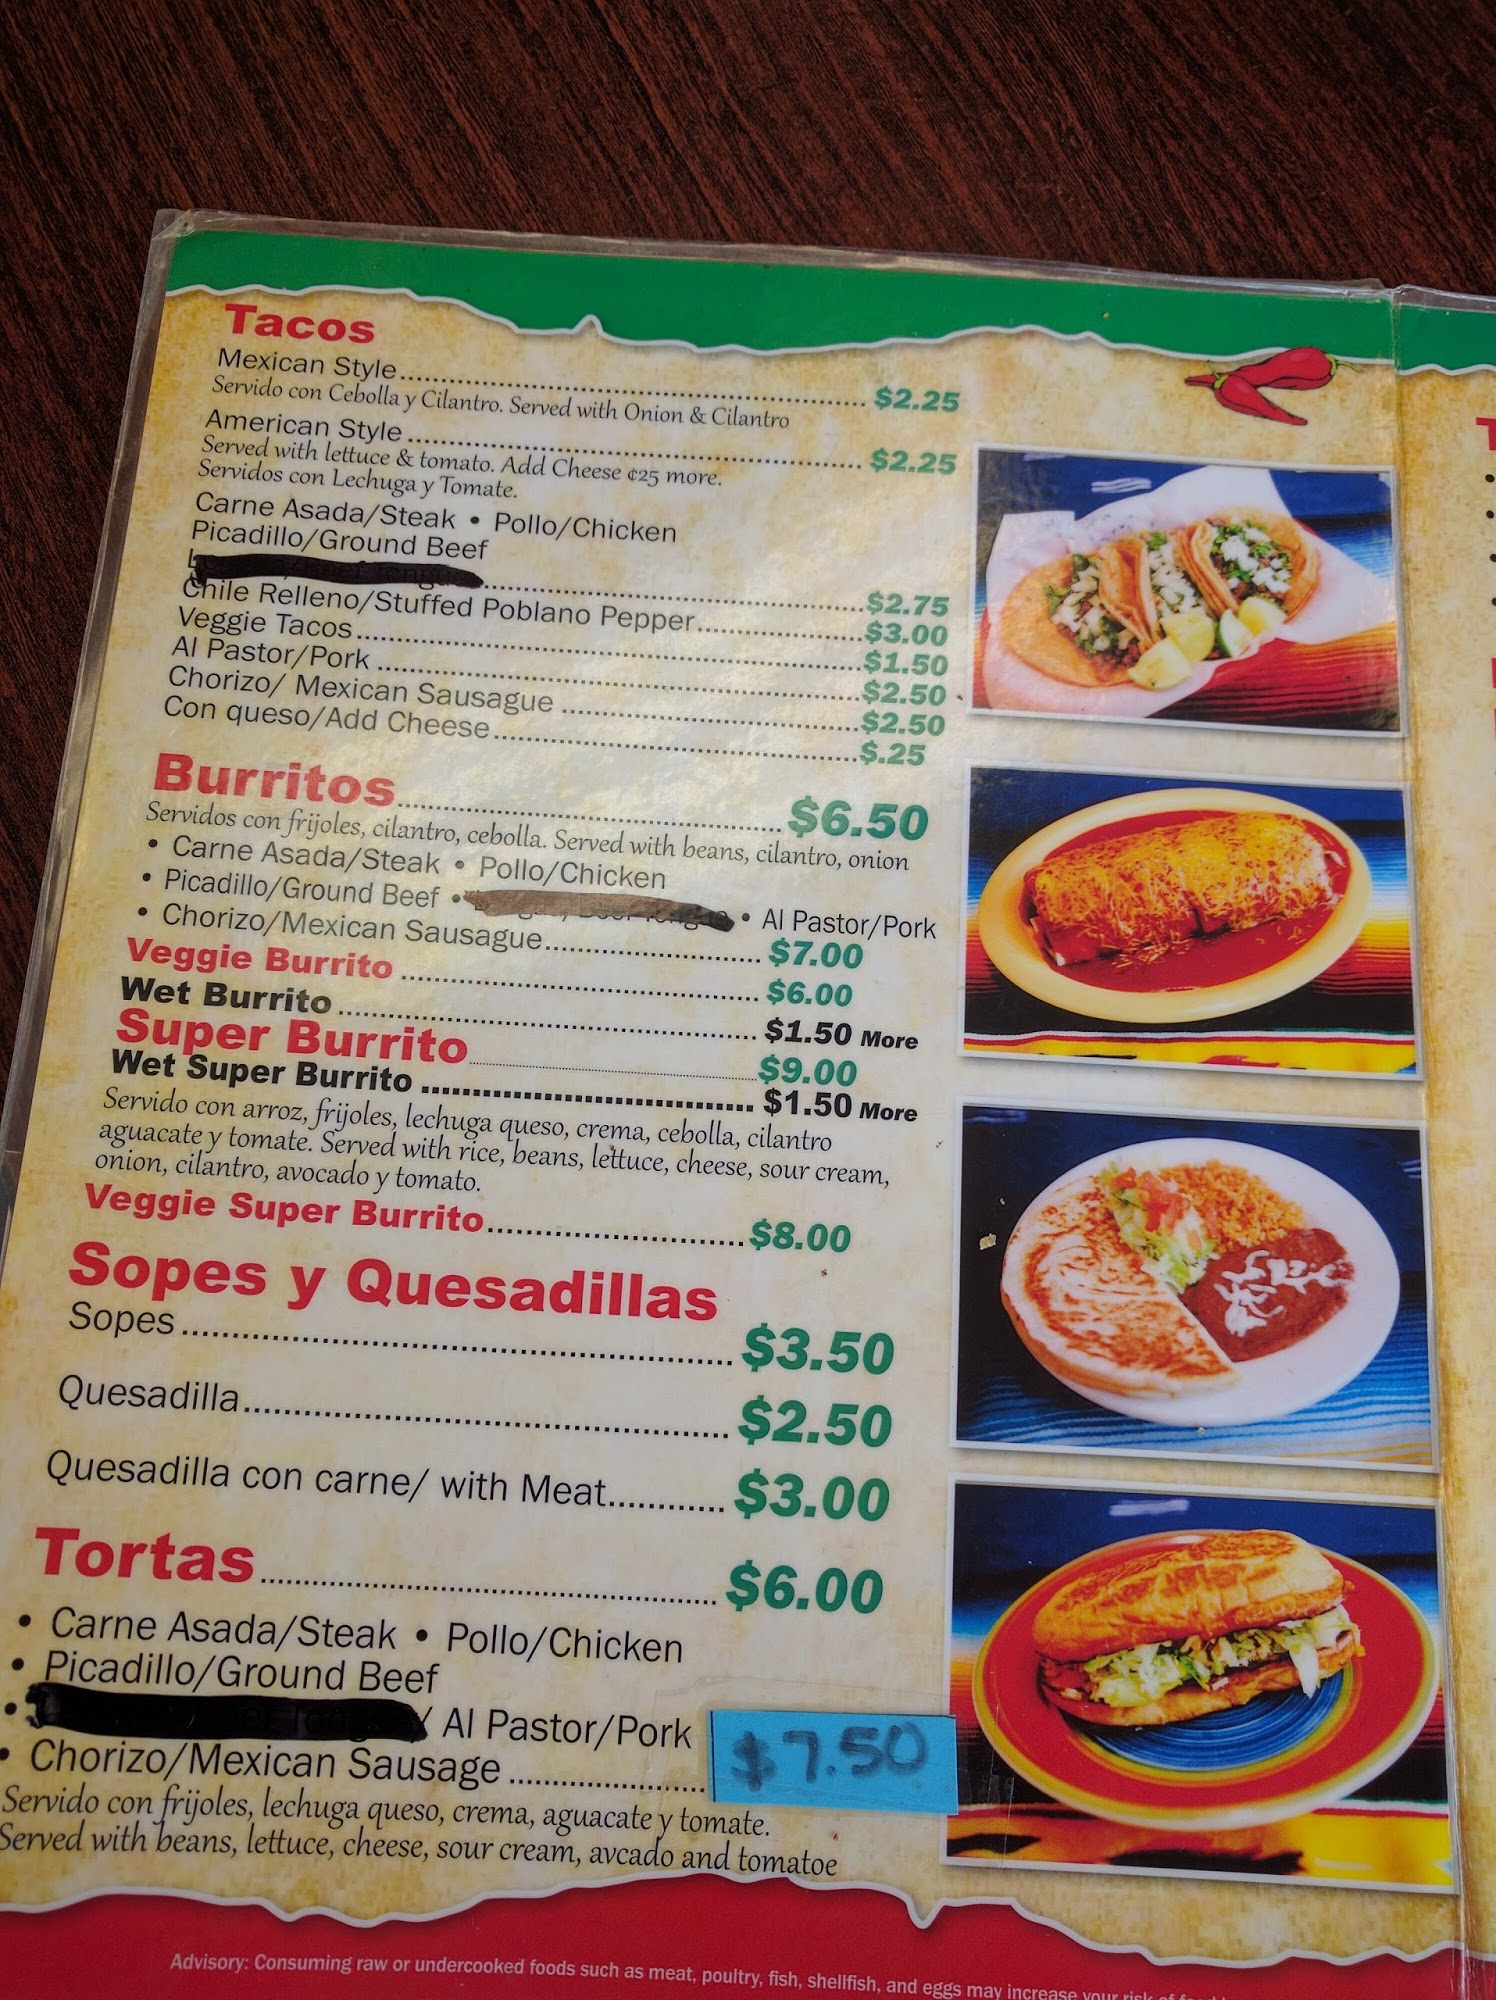 Tacos
Mexican Style.......... $2.25
Servido con Cebolla y Cilantro. Served with Onion & Cilantro
American Style.......... $2.25
Served with lettuce & tomato. Add Cheese ¢25 more.
Servidos con Lechuga y Tomate.
Carne Asada/Steak • Pollo/Chicken
Picadillo/Ground Beef
.......... $2.75
Chile Relleno/Stuffed Poblano Pepper.......... $3.00
Veggie Tacos.......... $1.50
Al Pastor/Pork.......... $2.50
Chorizo/ Mexican Sausague.......... $2.50
Con queso/Add Cheese.......... $.25
Burritos.......... $6.50
Servidos con frijoles, cilantro, cebolla. Served with beans, cilantro, onion
• Carne Asada/Steak • Pollo/Chicken
• Picadillo/Ground Beef • • Al Pastor/Pork
• Chorizo/Mexican Sausague.......... $7.00
Veggie Burrito.......... $6.00
Wet Burrito.......... $1.50 More
Super Burrito.......... $9.00
Wet Super Burrito.......... $1.50 More
Servido con arroz, frijoles, lechuga queso, crema, cebolla, cilantro
aguacate y tomate. Served with rice, beans, lettuce, cheese, sour cream,
onion, cilantro, avocado y tomato.
Veggie Super Burrito.......... $8.00
Sopes y Quesadillas
Sopes.......... $3.50
Quesadilla.......... $2.50
Quesadilla con carne/ with Meat.......... $3.00
Tortas.......... $6.00
• Carne Asada/Steak • Pollo/Chicken
• Picadillo/Ground Beef
• / Al Pastor/Pork
• Chorizo/Mexican Sausage.......... $7.50
Servido con frijoles, lechuga queso, crema, aguacate y tomate.
Served with beans, lettuce, cheese, sour cream, avcado and tomatoe
Advisory: Consuming raw or undercooked foods such as meat, poultry, fish, shellfish, and eggs may increase your risk of